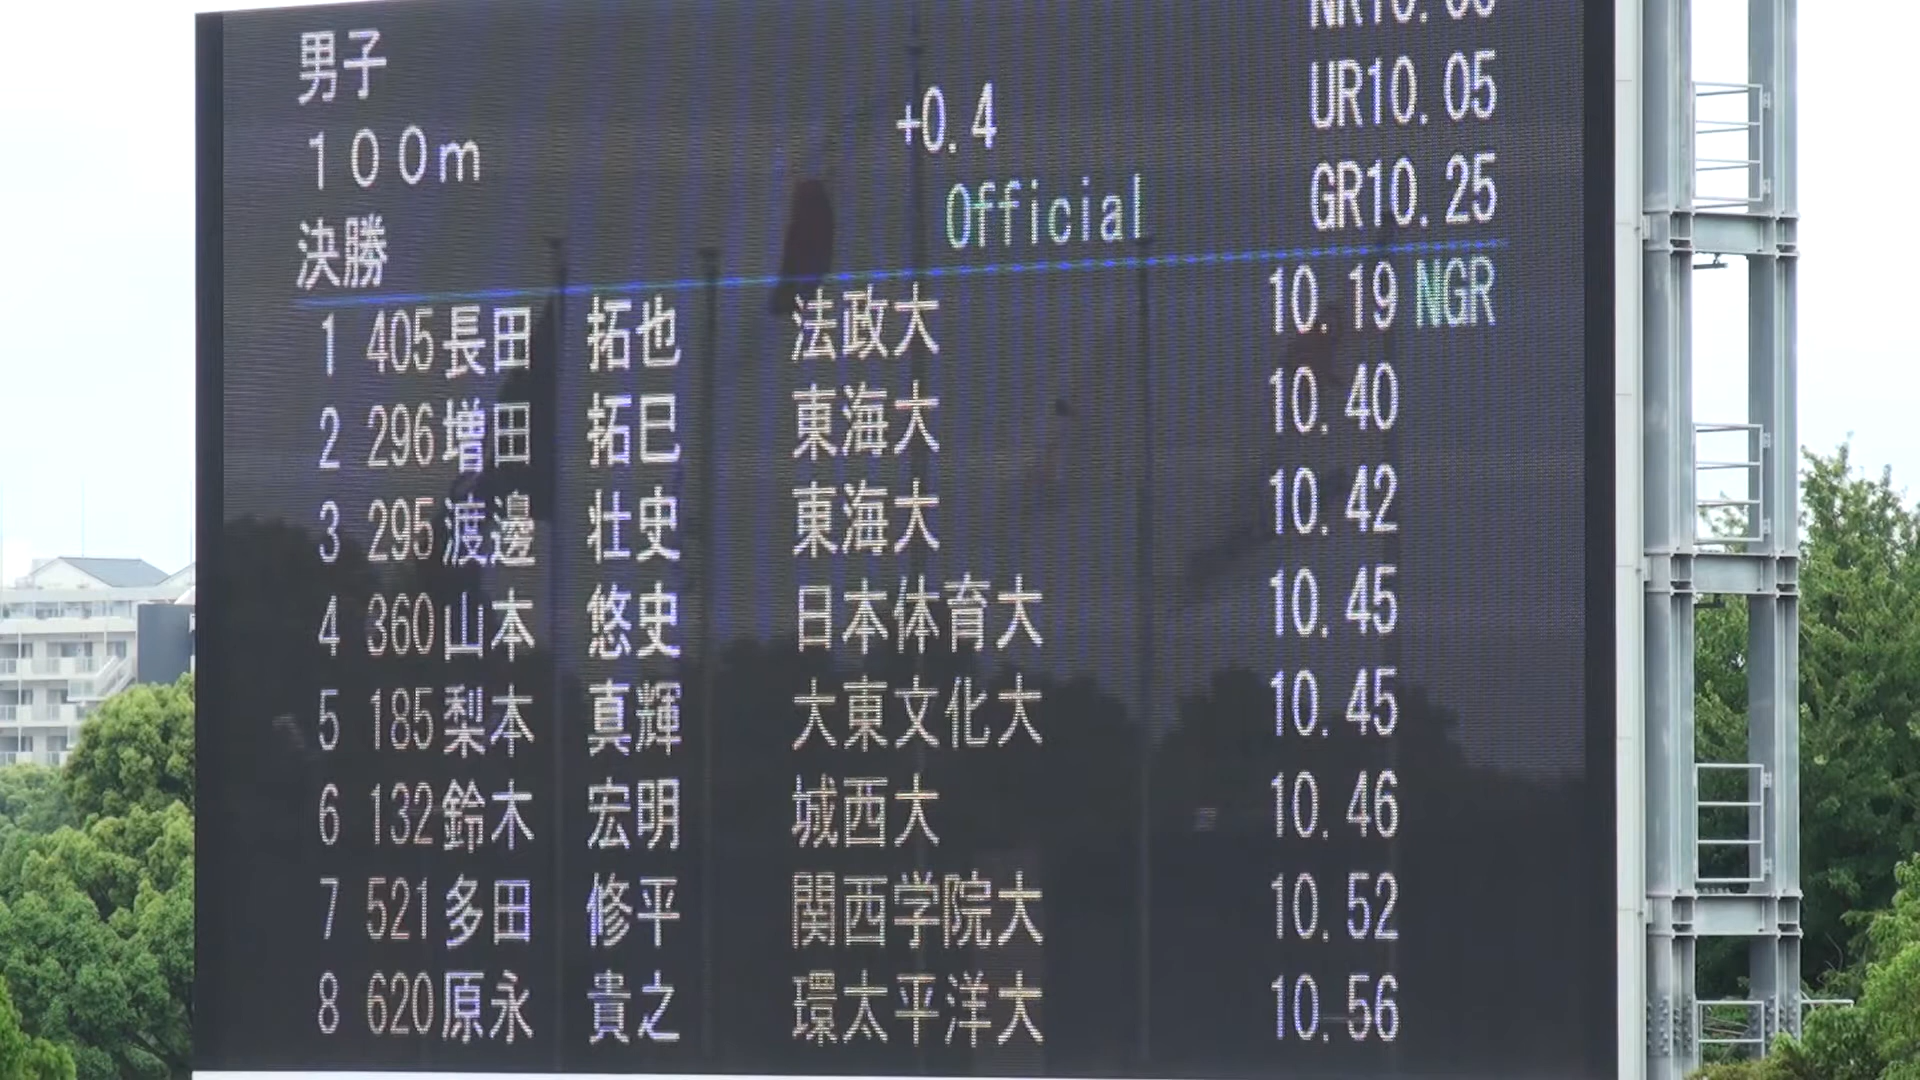 男子
100m +0.4 UR10.05
決勝 Official GR10.25
1 405 長田 拓也 法政大 10.19 NGR
2 296 増田 拓巳 東海大 10.40
3 295 渡邊 壮史 東海大 10.42
4 360 山本 悠史 日本体育大 10.45
5 185 梨本 真輝 大東文化大 10.45
6 132 鈴木 宏明 城西大 10.46
7 521 多田 修平 関西学院大 10.52
8 620 原永 貴之 環太平洋大 10.56